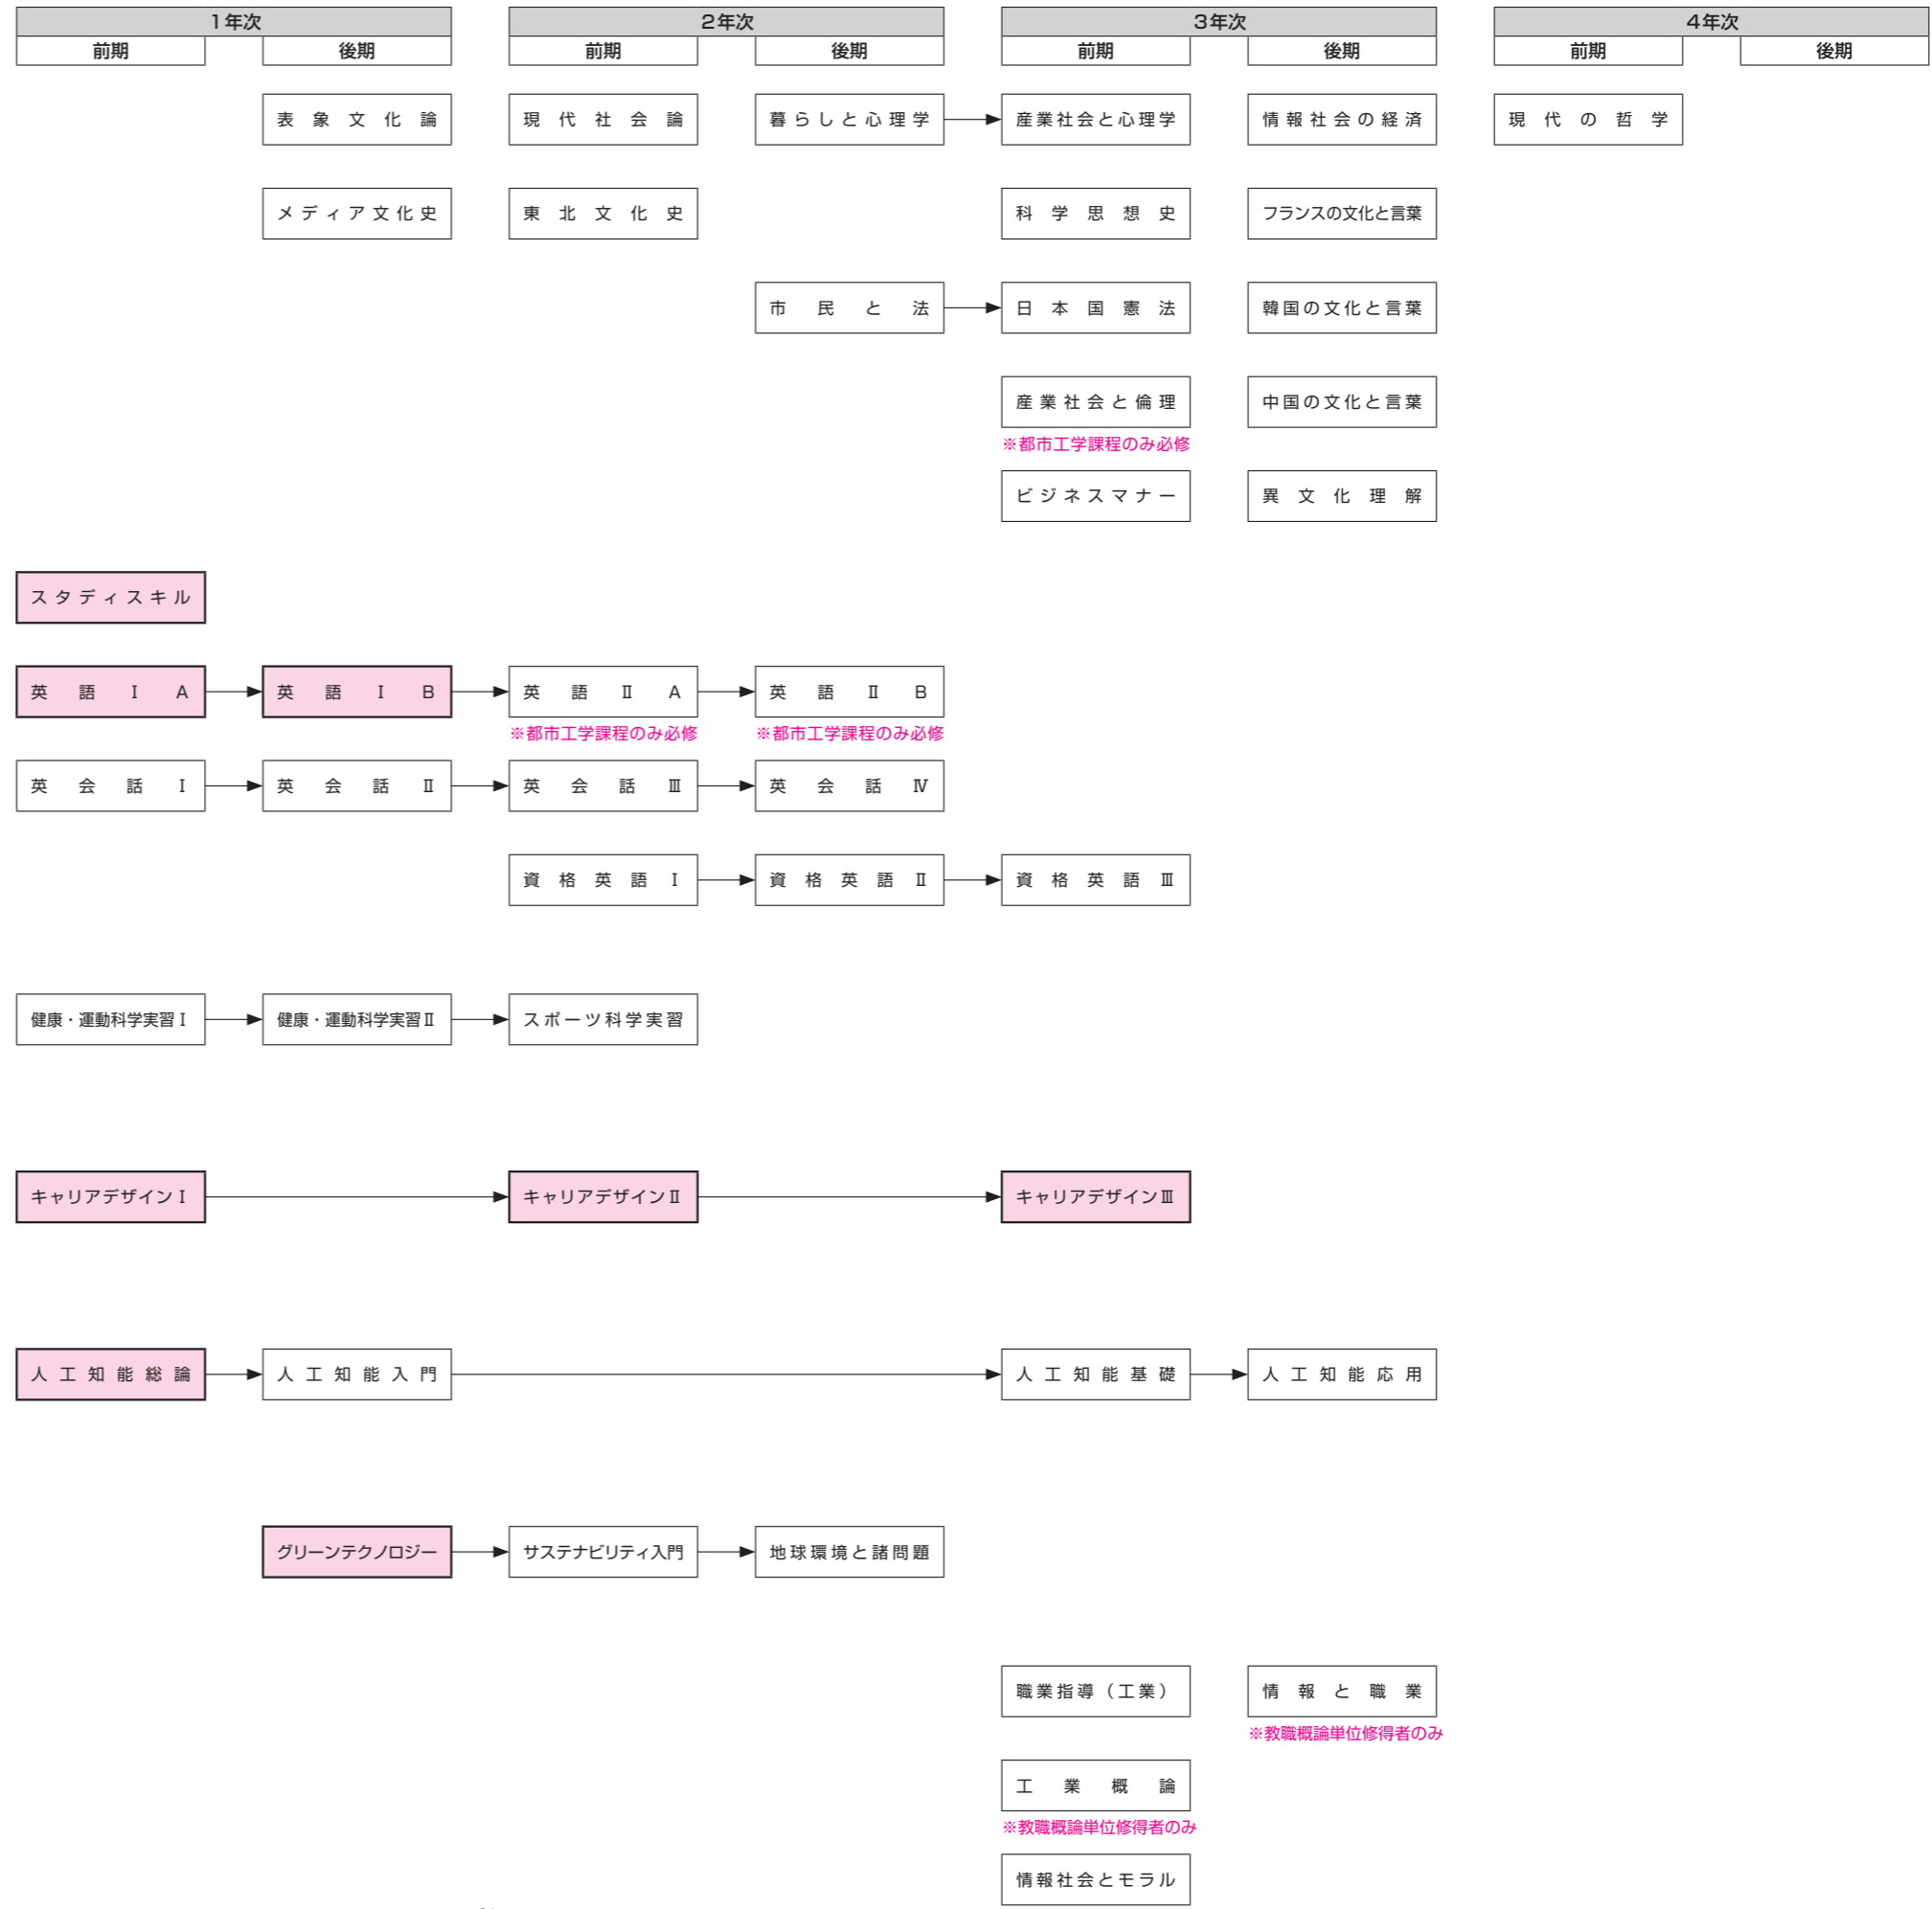 1年次 2年次 3年次 4年次
前期 後期 前期 後期 前期 後期 前期 後期
表象文化論 現代社会論 暮らしと心理学 産業社会と心理学 情報社会の経済 現代の哲学
メディア文化史 東北文化史 科学思想史 フランスの文化と言葉
市民と法 日本国憲法 韓国の文化と言葉
産業社会と倫理 中国の文化と言葉
※都市工学課程のみ必修
ビジネスマナー 異文化理解
スタディスキル
英語ⅠA 英語ⅠB 英語ⅡA 英語ⅡB
※都市工学課程のみ必修 ※都市工学課程のみ必修
英会話Ⅰ 英会話Ⅱ 英会話Ⅲ 英会話Ⅳ
資格英語Ⅰ 資格英語Ⅱ 資格英語Ⅲ
健康・運動科学実習Ⅰ 健康・運動科学実習Ⅱ スポーツ科学実習
キャリアデザインⅠ キャリアデザインⅡ キャリアデザインⅢ
人工知能総論 人工知能入門 人工知能基礎 人工知能応用
グリーンテクノロジー サステナビリティ入門 地球環境と諸問題
職業指導（工業） 情報と職業
※教職概論単位修得者のみ
工業概論
※教職概論単位修得者のみ
情報社会とモラル